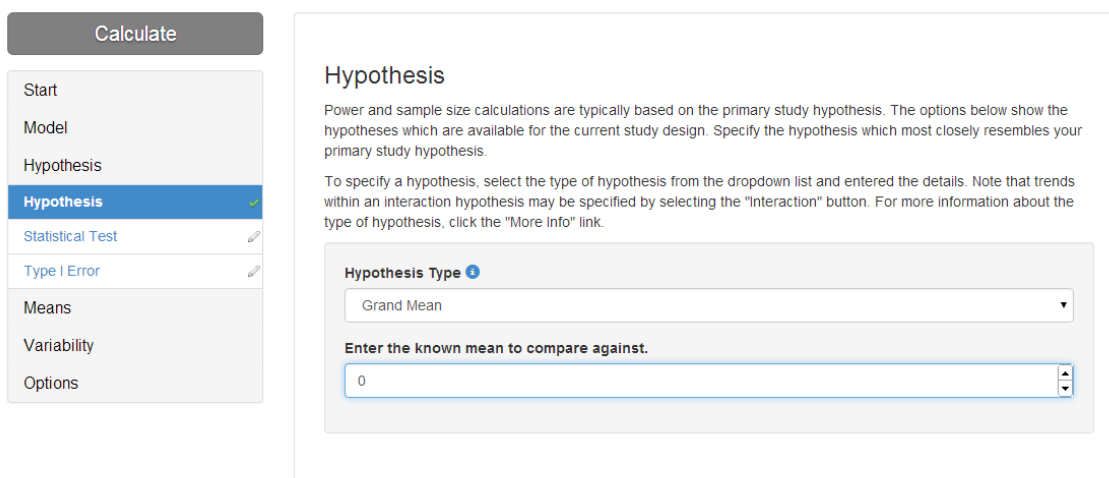 Calculate
Start
Model
Hypothesis
Hypothesis
Statistical Test
Type I Error
Means
Variability
Options
Hypothesis
Power and sample size calculations are typically based on the primary study hypothesis. The options below show the
hypotheses which are available for the current study design. Specify the hypothesis which most closely resembles your
primary study hypothesis.
To specify a hypothesis, select the type of hypothesis from the dropdown list and entered the details. Note that trends
within an interaction hypothesis may be specified by selecting the "Interaction" button. For more information about the
type of hypothesis, click the "More Info" link.
Hypothesis Type
Grand Mean
Enter the known mean to compare against.
0